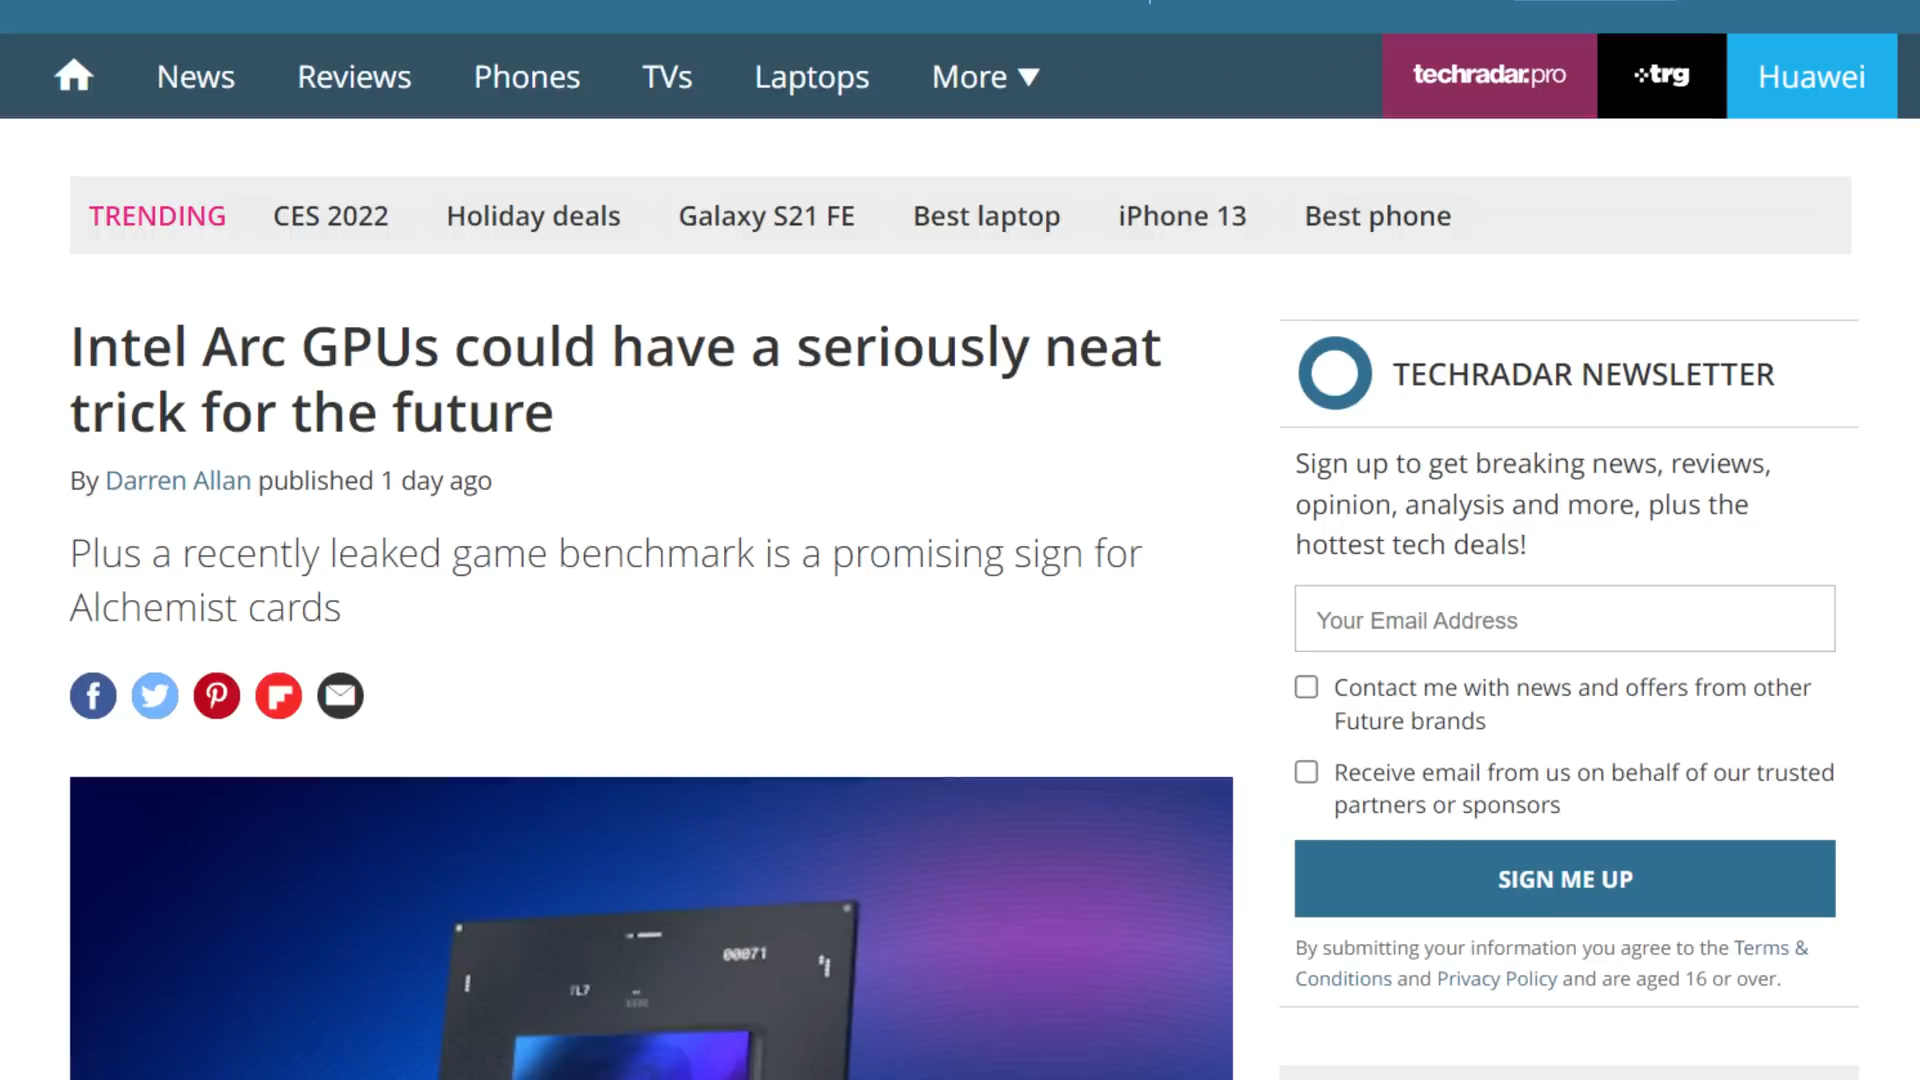 News Reviews Phones TVs Laptops More ▼ techradar.pro trg Huawei
TRENDING CES 2022 Holiday deals Galaxy S21 FE Best laptop iPhone 13 Best phone
Intel Arc GPUs could have a seriously neat
trick for the future
By Darren Allan published 1 day ago
Plus a recently leaked game benchmark is a promising sign for
Alchemist cards
00071
TECHRADAR NEWSLETTER
Sign up to get breaking news, reviews,
opinion, analysis and more, plus the
hottest tech deals!
Your Email Address
Contact me with news and offers from other
Future brands
Receive email from us on behalf of our trusted
partners or sponsors
SIGN ME UP
By submitting your information you agree to the Terms &
Conditions and Privacy Policy and are aged 16 or over.